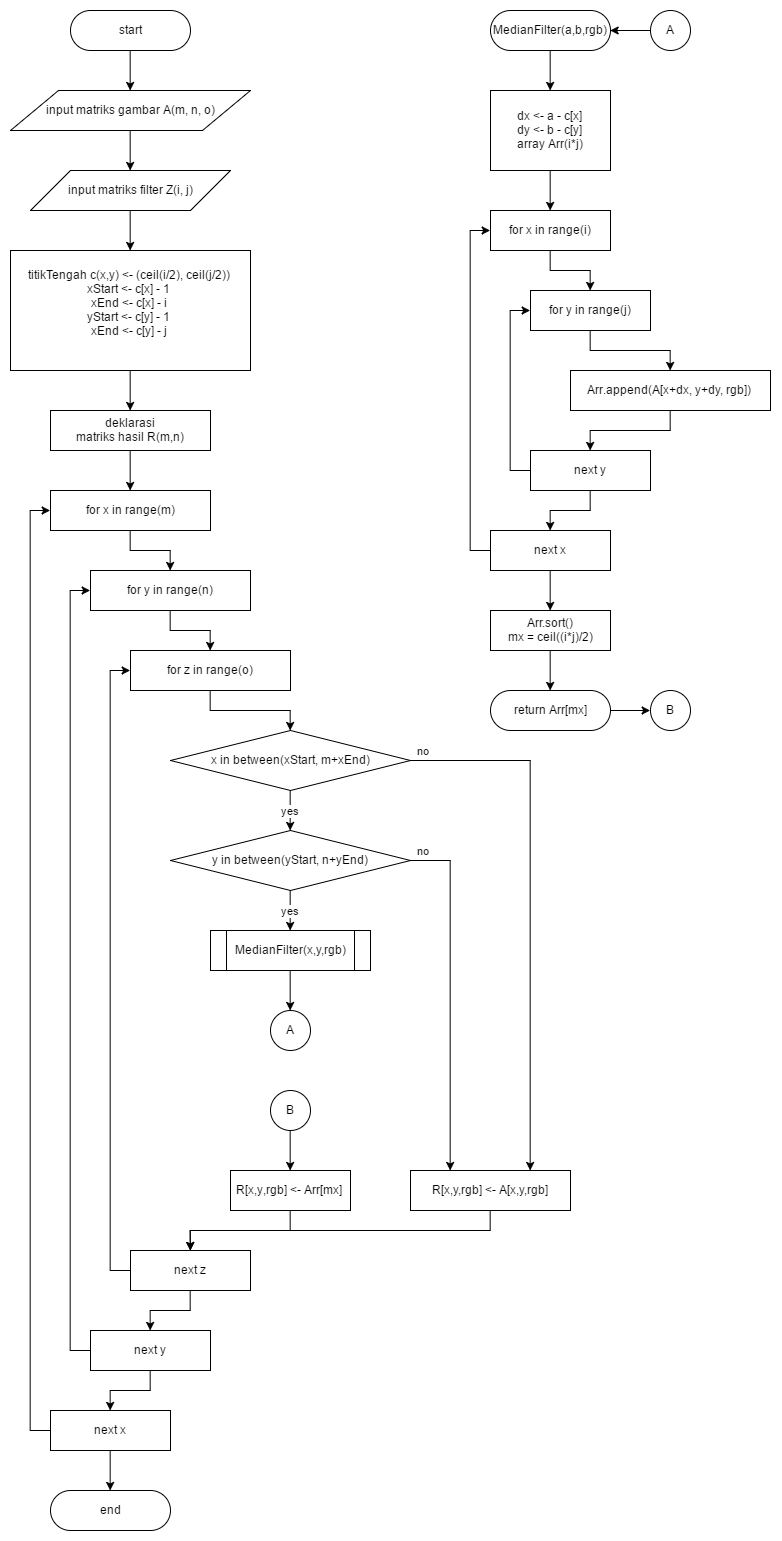 start
input matriks gambar A(m, n, o)
input matriks filter Z(i, j)
titikTengah c(x,y) <- (ceil(i/2), ceil(j/2))
xStart <- c[x] - 1
xEnd <- c[x] - i
yStart <- c[y] - 1
xEnd <- c[y] - j
deklarasi
matriks hasil R(m,n)
for x in range(m)
for y in range(n)
for z in range(o)
x in between(xStart, m+xEnd)
no
yes
y in between(yStart, n+yEnd)
no
yes
MedianFilter(x,y,rgb)
A
B
R[x,y,rgb] <- Arr[mx]
R[x,y,rgb] <- A[x,y,rgb]
next z
next y
next x
end
MedianFilter(a,b,rgb)
A
dx <- a - c[x]
dy <- b - c[y]
array Arr(i*j)
for x in range(i)
for y in range(j)
Arr.append(A[x+dx, y+dy, rgb])
next y
next x
Arr.sort()
mx = ceil((i*j)/2)
return Arr[mx]
B